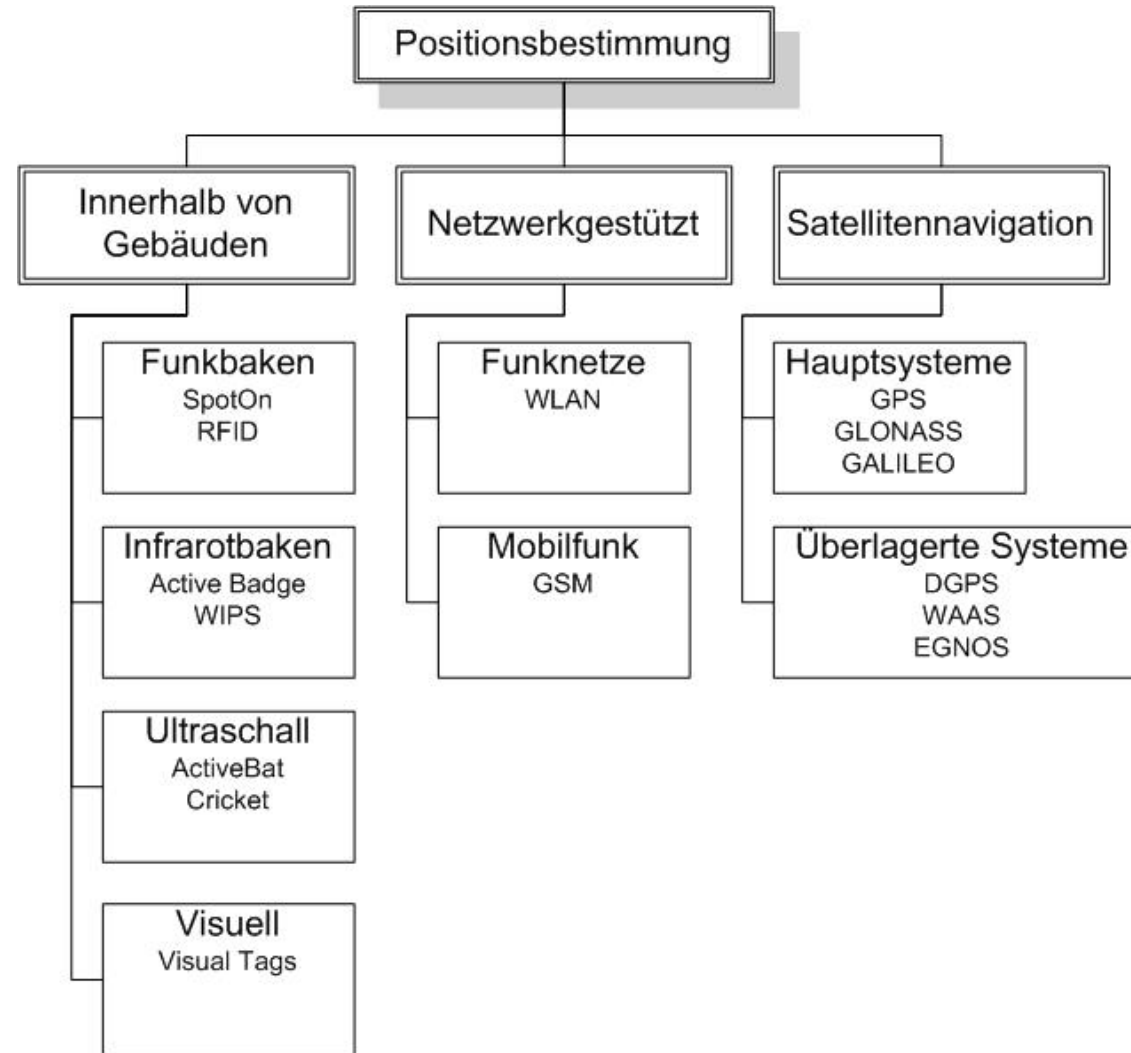 Positionsbestimmung
Innerhalb von
Gebäuden
Netzwerkgestützt
Satellitennavigation
Funkbaken
SpotOn
RFID
Infrarotbaken
Active Badge
WIPS
Ultraschall
ActiveBat
Cricket
Visuell
Visual Tags
Funknetze
WLAN
Mobilfunk
GSM
Hauptsysteme
GPS
GLONASS
GALILEO
Überlagerte Systeme
DGPS
WAAS
EGNOS